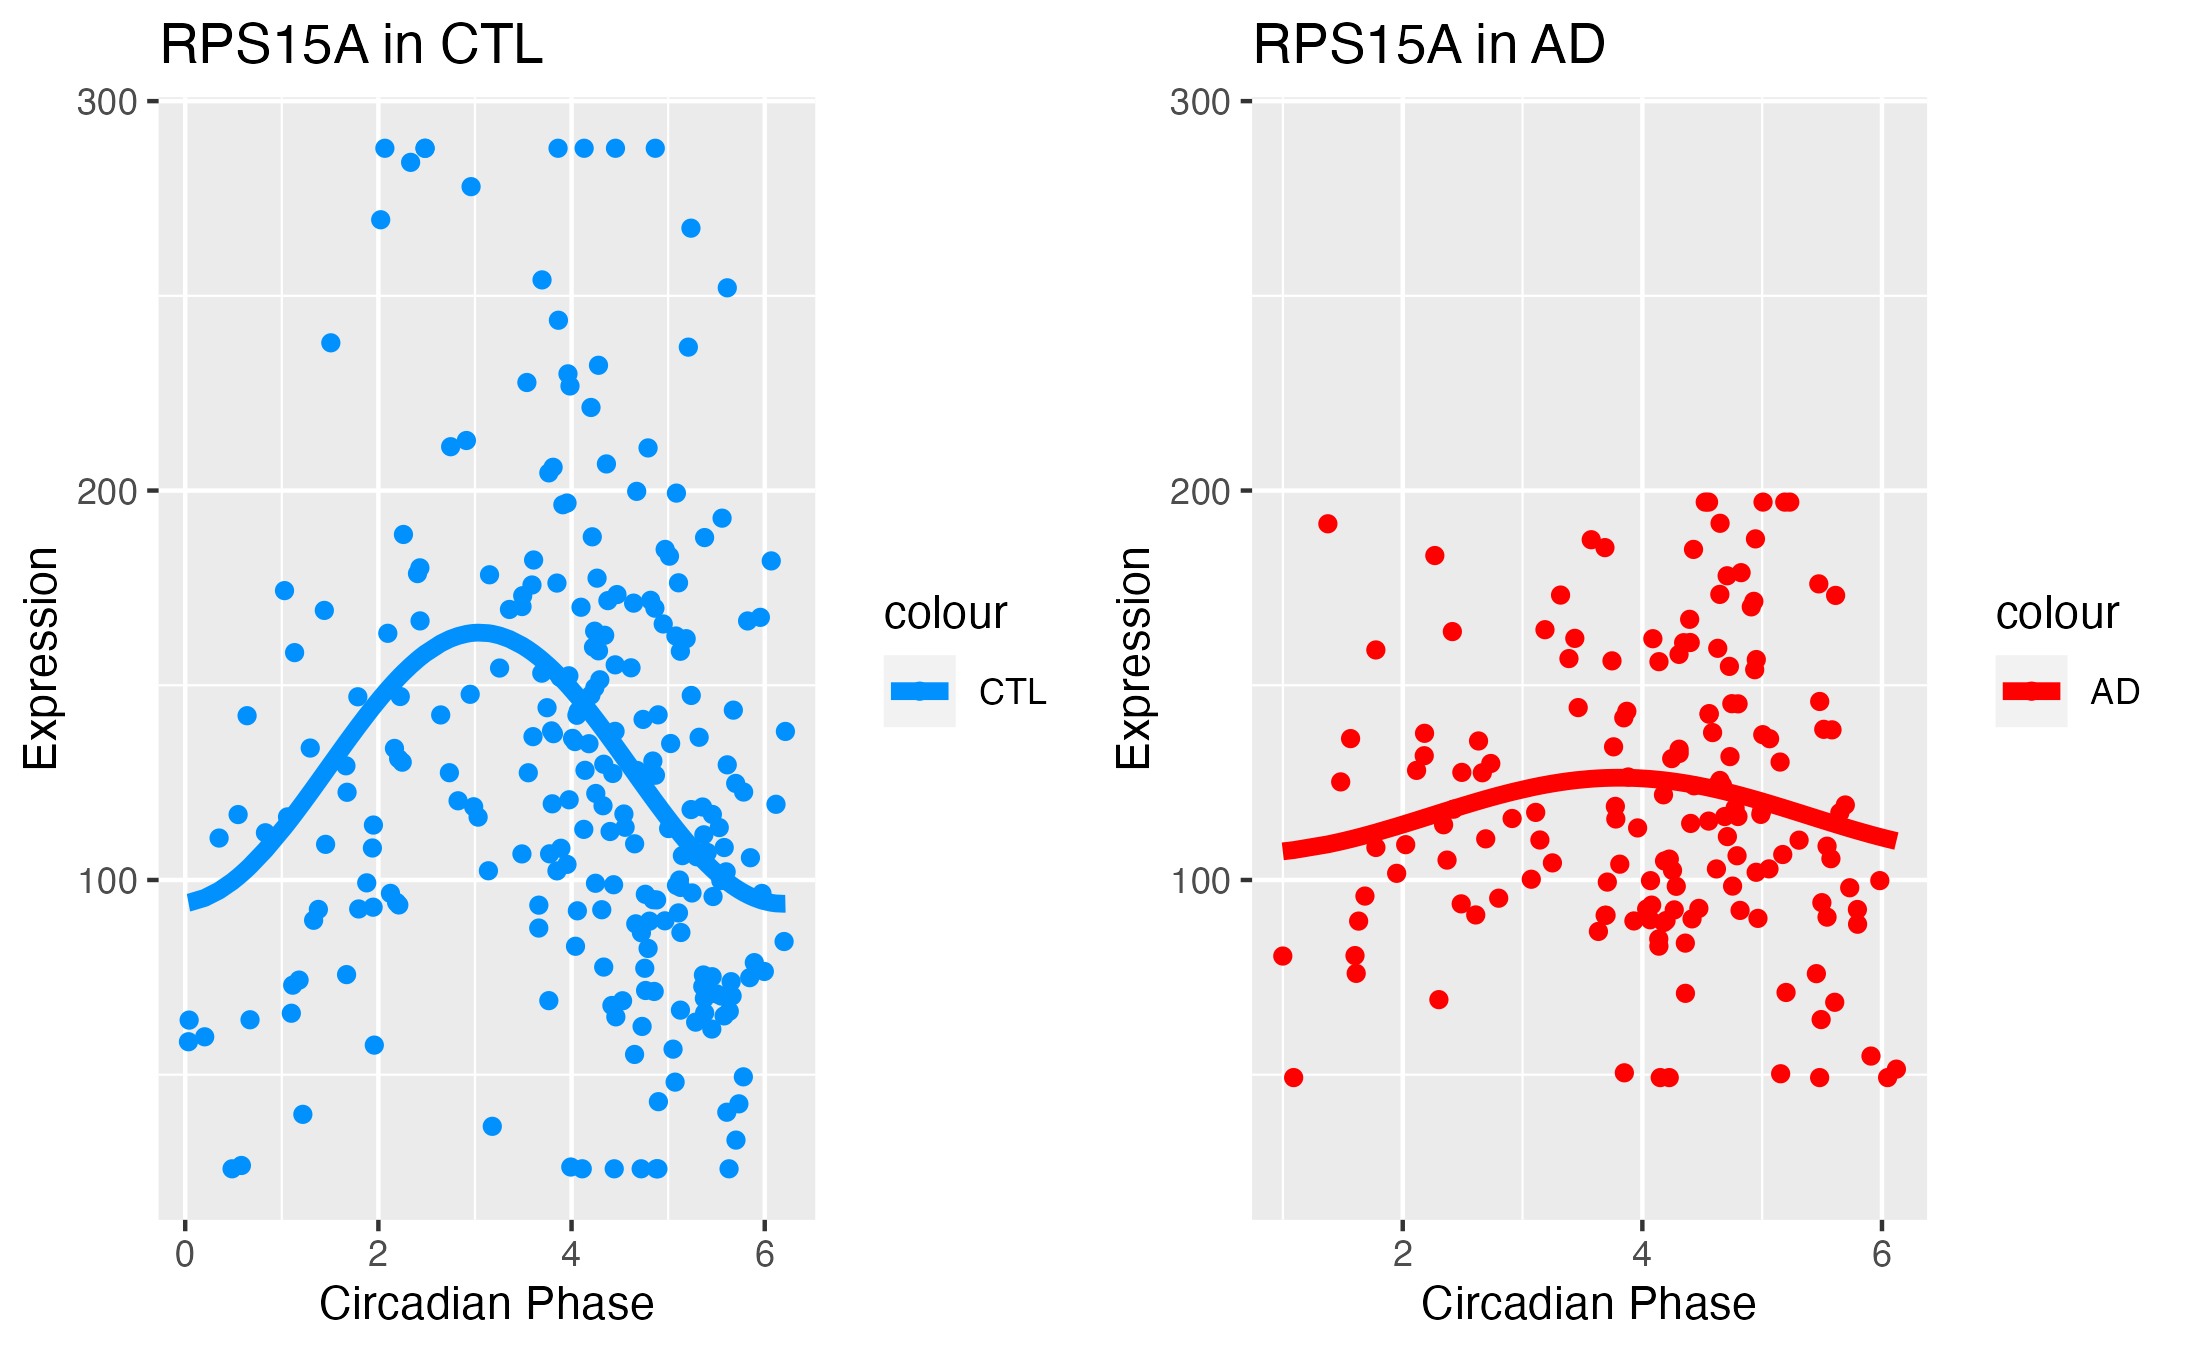 RPS15A in CTL
300
200
100
Expression
0 2 4 6
Circadian Phase
colour
CTL
RPS15A in AD
300
200
100
Expression
2 4 6
Circadian Phase
colour
AD